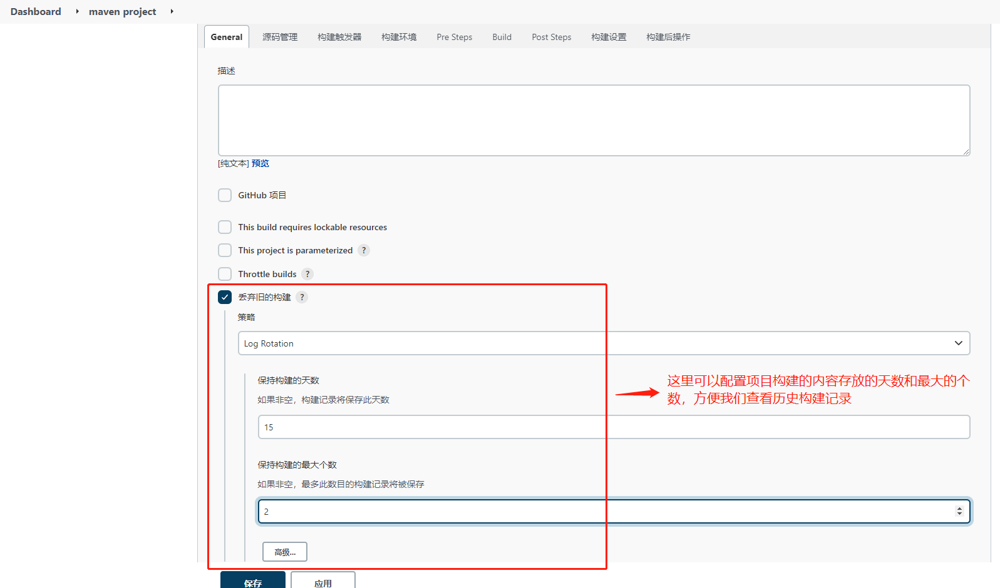 Dashboard maven project
General 源码管理 构建触发器 构建环境 Pre Steps Build Post Steps 构建设置 构建后操作
描述
[纯文本] 预览
GitHub 项目
This build requires lockable resources
This project is parameterized ?
Throttle builds ?
丢弃旧的构建 ?
策略
Log Rotation
保持构建的天数
如果非空，构建记录将保存此天数
15
这里可以配置项目构建的内容存放的天数和最大的个
数，方便我们查看历史构建记录
保持构建的最大个数
如果非空，最多此数目的构建记录将被保存
2
高级...
保存 应用